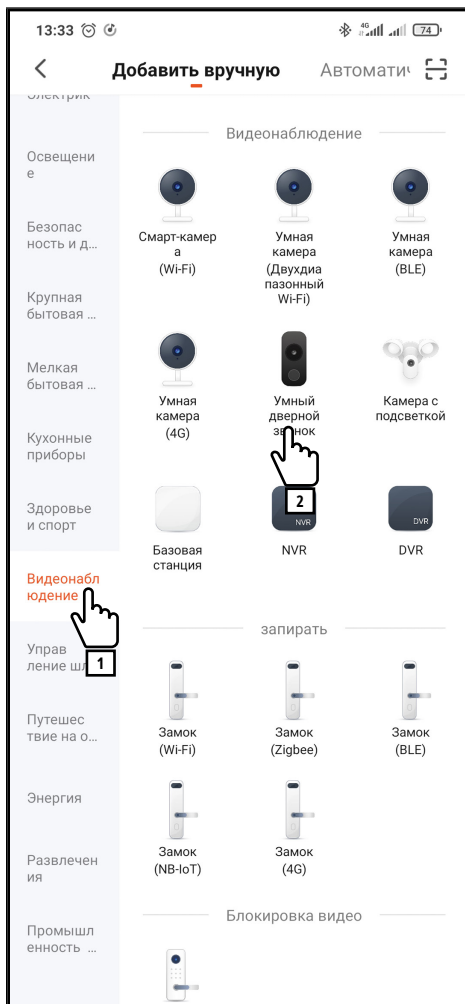 13:33
4G
74
Добавить вручную
Автоматич
Электрик
Освещени
е
Безопас
ность и д...
Крупная
бытовая ...
Мелкая
бытовая ...
Кухонные
приборы
Здоровье
и спорт
Видеонабл
юдение
1
Управ
ление
Путешес
твие на о...
Энергия
Развлечен
ия
Промышл
енность ...
Видеонаблюдение
Смарт-камер
а
(Wi-Fi)
Умная
камера
(Двухдиа
пазонный
Wi-Fi)
Умная
камера
(BLE)
Умная
камера
(4G)
Умный
дверной
звонок
2
Камера с
подсветкой
Базовая
станция
NVR
NVR
DVR
DVR
запирать
Замок
(Wi-Fi)
Замок
(Zigbee)
Замок
(BLE)
Замок
(NB-IoT)
Замок
(4G)
Блокировка видео